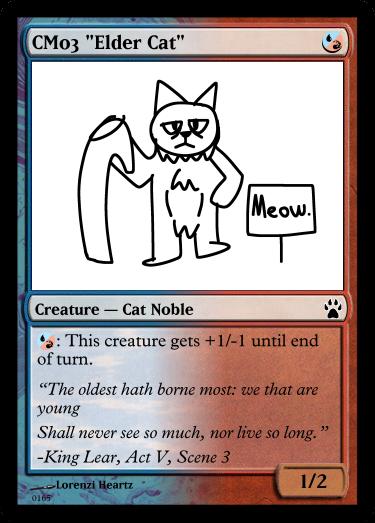 CM03 "Elder Cat"
Meow.
Creature — Cat Noble
: This creature gets +1/-1 until end
of turn.
“The oldest hath borne most: we that are
young
Shall never see so much, nor live so long.”
-King Lear, Act V, Scene 3
1/2
Lorenzi Heartz
0165